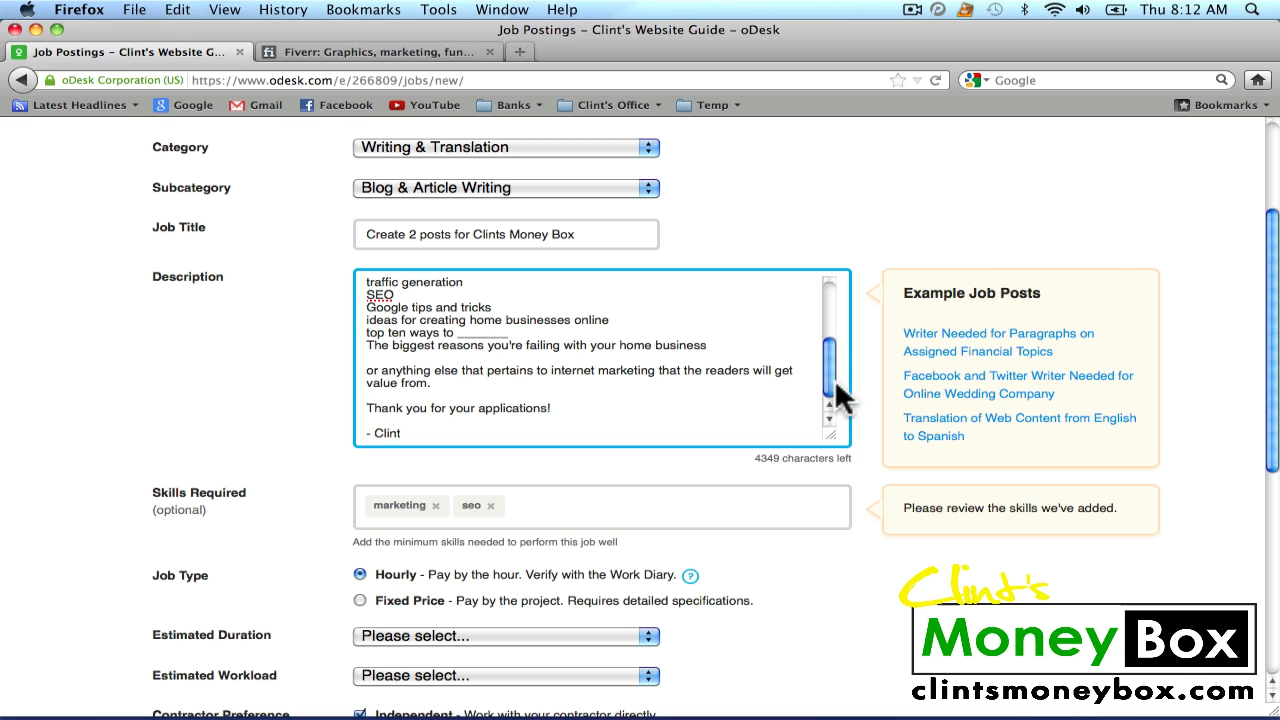 Firefox File Edit View History Bookmarks Tools Window Help Thu 8:12 AM
Job Postings – Clint's Website Guide – oDesk
Job Postings – Clint's Website G... Fiverr: Graphics, marketing, fun...
oDesk Corporation (US) https://www.odesk.com/e/266809/jobs/new/ Google
Latest Headlines Google Gmail Facebook YouTube Banks Clint's Office Temp Bookmarks
Category Writing & Translation
Subcategory Blog & Article Writing
Job Title Create 2 posts for Clints Money Box
Description
traffic generation
SEO
Google tips and tricks
ideas for creating home businesses online
top ten ways to ________
The biggest reasons you're failing with your home business
or anything else that pertains to internet marketing that the readers will get
value from.
Thank you for your applications!
- Clint
4349 characters left
Example Job Posts
Writer Needed for Paragraphs on
Assigned Financial Topics
Facebook and Twitter Writer Needed for
Online Wedding Company
Translation of Web Content from English
to Spanish
Skills Required
(optional)
marketing x seo x
Please review the skills we've added.
Add the minimum skills needed to perform this job well
Job Type
Hourly - Pay by the hour. Verify with the Work Diary. ?
Fixed Price - Pay by the project. Requires detailed specifications.
Estimated Duration Please select...
Estimated Workload Please select...
Contractor Preference Independent - Work with your contractor directly
Clint's
Money Box
clintsmoneybox.com